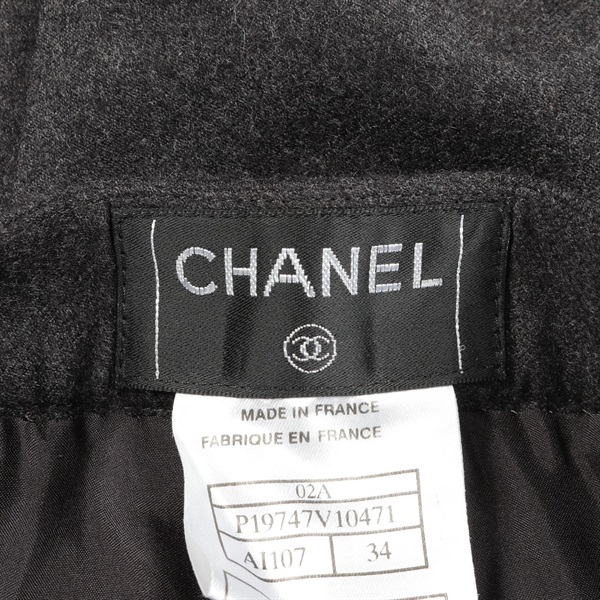 CHANEL
MADE IN FRANCE
FABRIQUE EN FRANCE
02A
P19747V10471
AI107 34